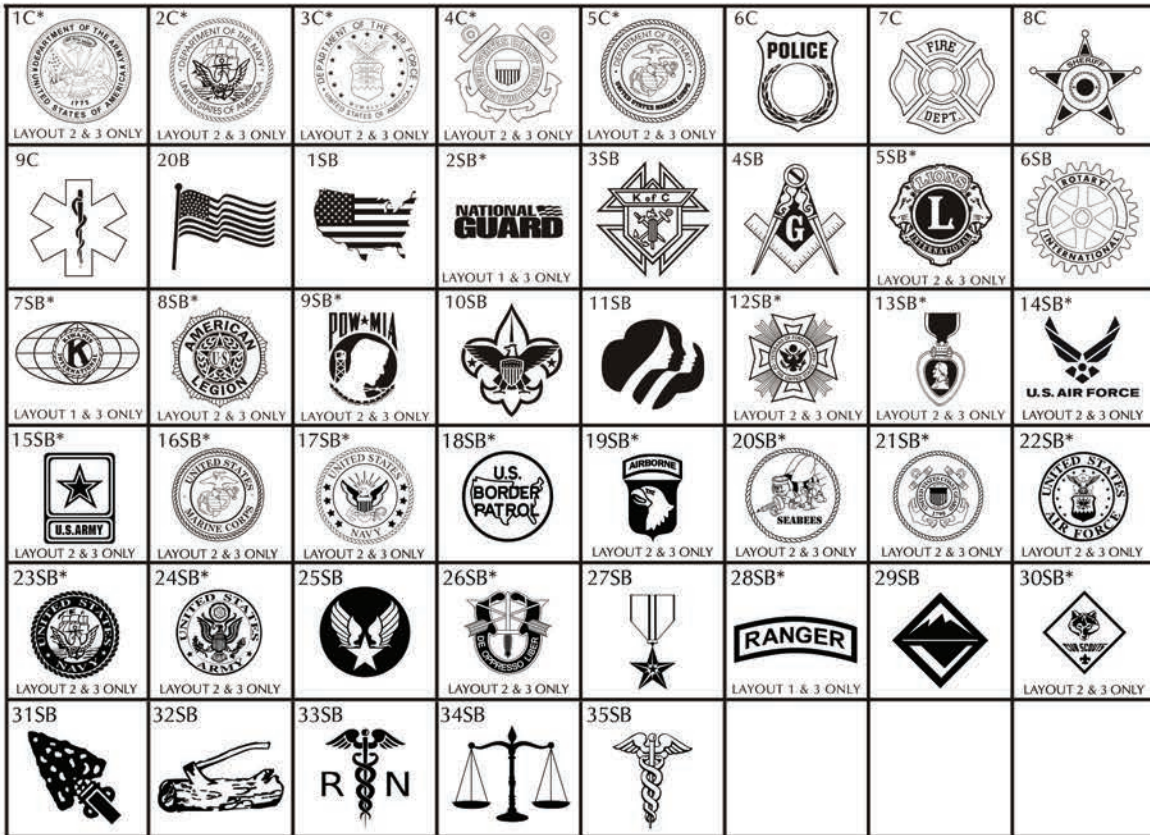 1C*
DEPARTMENT OF THE ARMY
UNITED STATES OF AMERICA
1775
LAYOUT 2 & 3 ONLY
2C*
DEPARTMENT OF THE NAVY
UNITED STATES OF AMERICA
LAYOUT 2 & 3 ONLY
3C*
DEPARTMENT OF THE AIR FORCE
UNITED STATES OF AMERICA
LAYOUT 2 & 3 ONLY
4C*
LAYOUT 2 & 3 ONLY
5C*
DEPARTMENT OF THE NAVY
UNITED STATES MARINE CORPS
LAYOUT 2 & 3 ONLY
6C
POLICE
7C
FIRE
DEPT.
8C
SHERIFF
9C
20B
1SB
2SB*
NATIONAL
GUARD
LAYOUT 1 & 3 ONLY
3SB
K of C
4SB
G
5SB*
LIONS
L
INTERNATIONAL
LAYOUT 2 & 3 ONLY
6SB
ROTARY
INTERNATIONAL
7SB*
KIWANIS
K
INTERNATIONAL
LAYOUT 1 & 3 ONLY
8SB*
AMERICAN
U.S.
LEGION
LAYOUT 2 & 3 ONLY
9SB*
POW★MIA
LAYOUT 2 & 3 ONLY
10SB
11SB
12SB*
LAYOUT 2 & 3 ONLY
13SB*
LAYOUT 2 & 3 ONLY
14SB*
U.S. AIR FORCE
LAYOUT 2 & 3 ONLY
15SB*
U.S.ARMY
LAYOUT 2 & 3 ONLY
16SB*
UNITED STATES
MARINE CORPS
LAYOUT 2 & 3 ONLY
17SB*
UNITED STATES
NAVY
LAYOUT 2 & 3 ONLY
18SB*
U.S.
BORDER
PATROL
19SB*
AIRBORNE
LAYOUT 2 & 3 ONLY
20SB*
SEABEES
LAYOUT 2 & 3 ONLY
21SB*
LAYOUT 2 & 3 ONLY
22SB*
UNITED STATES
AIR FORCE
LAYOUT 2 & 3 ONLY
23SB*
UNITED STATES
NAVY
LAYOUT 2 & 3 ONLY
24SB*
UNITED STATES
ARMY
LAYOUT 2 & 3 ONLY
25SB
26SB*
DE OPPRESSO LIBER
LAYOUT 2 & 3 ONLY
27SB
28SB*
RANGER
LAYOUT 1 & 3 ONLY
29SB
30SB*
CUB SCOUTS
LAYOUT 2 & 3 ONLY
31SB
32SB
33SB
R N
34SB
35SB